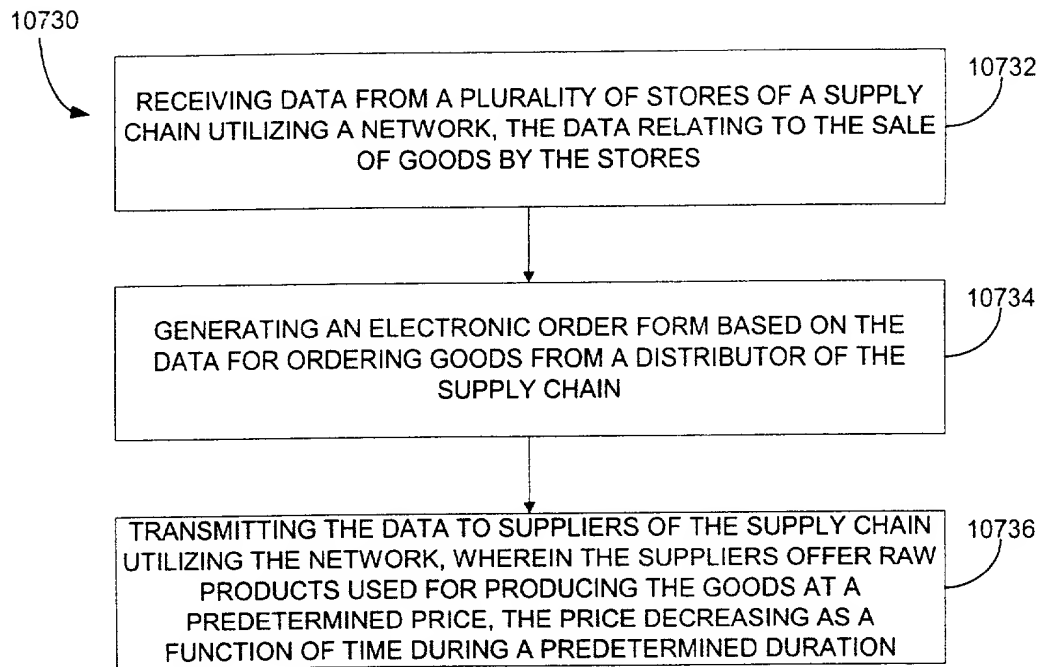 10730
10732
RECEIVING DATA FROM A PLURALITY OF STORES OF A SUPPLY
CHAIN UTILIZING A NETWORK, THE DATA RELATING TO THE SALE
OF GOODS BY THE STORES
10734
GENERATING AN ELECTRONIC ORDER FORM BASED ON THE
DATA FOR ORDERING GOODS FROM A DISTRIBUTOR OF THE
SUPPLY CHAIN
10736
TRANSMITTING THE DATA TO SUPPLIERS OF THE SUPPLY CHAIN
UTILIZING THE NETWORK, WHEREIN THE SUPPLIERS OFFER RAW
PRODUCTS USED FOR PRODUCING THE GOODS AT A
PREDETERMINED PRICE, THE PRICE DECREASING AS A
FUNCTION OF TIME DURING A PREDETERMINED DURATION